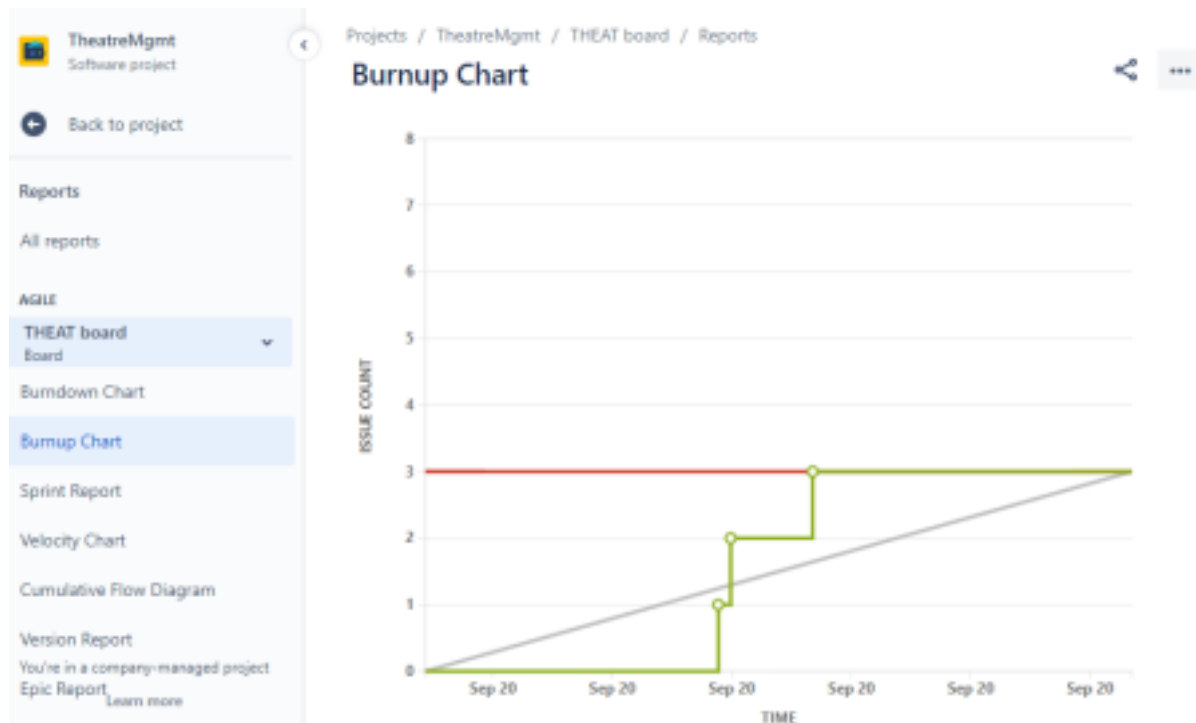 TheatreMgmt
Software project
Back to project
Reports
All reports
AGILE
THEAT board
Board
Burndown Chart
Burnup Chart
Sprint Report
Velocity Chart
Cumulative Flow Diagram
Version Report
You're in a company-managed project
Epic Report
Learn more
Projects / TheatreMgmt / THEAT board / Reports
Burnup Chart
8
7
6
5
4
3
2
1
0
ISSUE COUNT
Sep 20 Sep 20 Sep 20 Sep 20 Sep 20 Sep 20
TIME